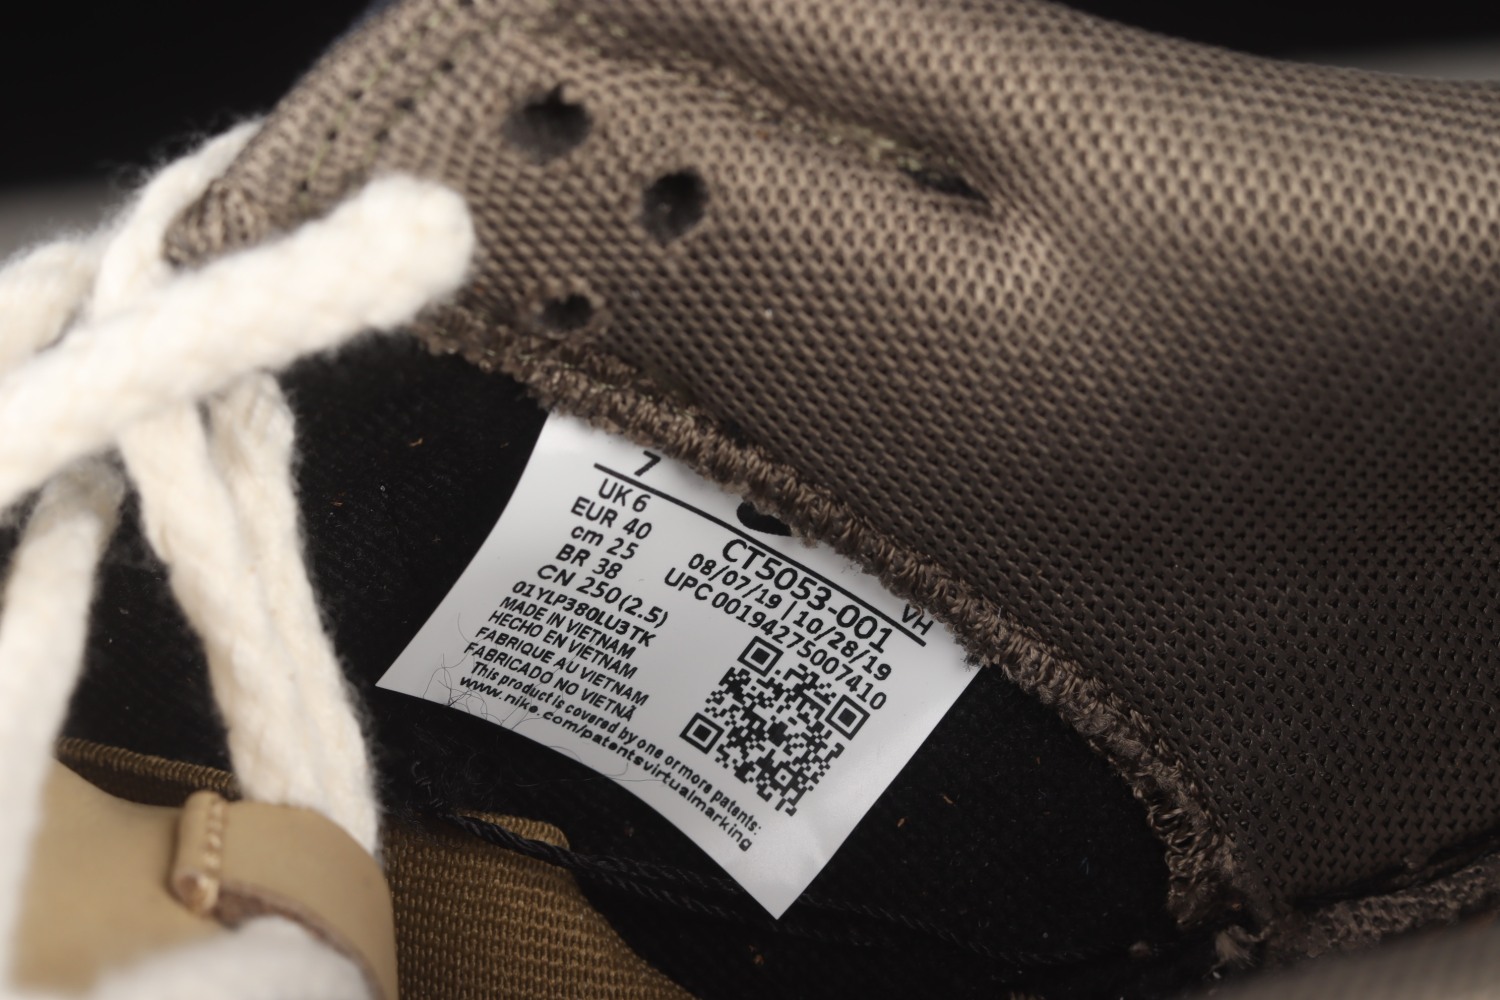 7
UK 6
EUR 40
cm 25
BR 38
CN 250(2.5)
01YLP380LU3TK
MADE IN VIETNAM
HECHO EN VIETNAM
FABRIQUE AU VIETNAM
FABRICADO NO VIETNÃ
This product is covered by one or more patents:
www.nike.com/patentsvirtualmarking
VH
CT5053-001
08/07/19 | 10/28/19
UPC 00194275007410